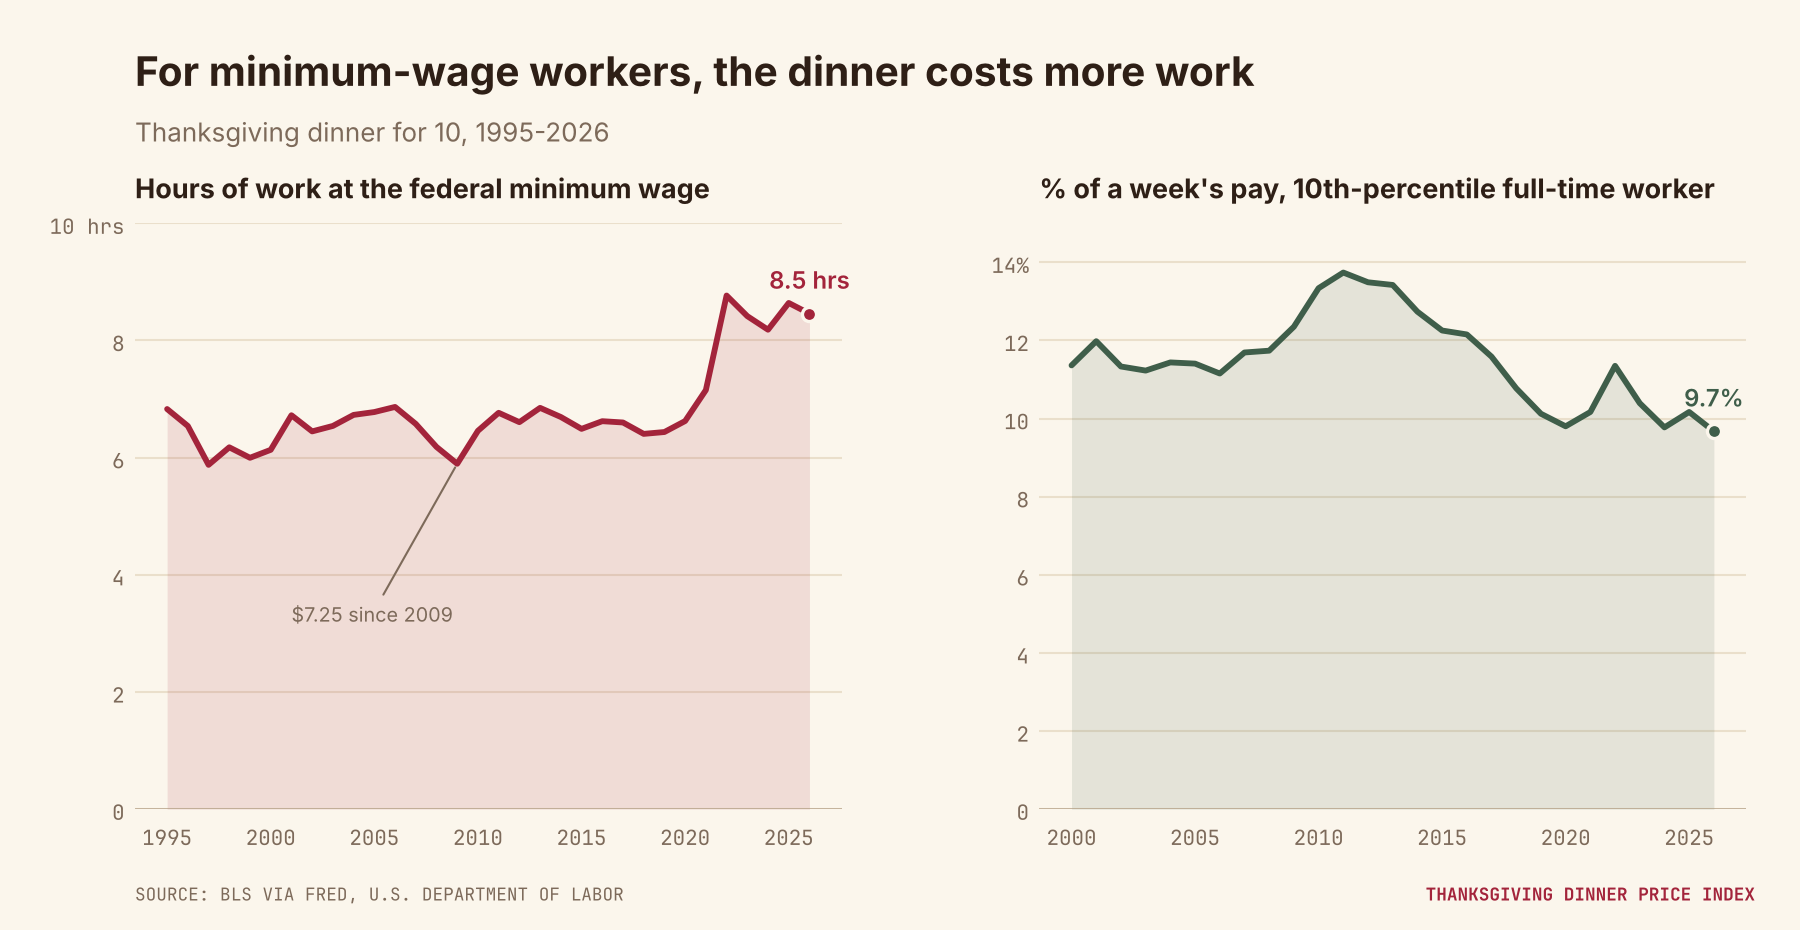 For minimum-wage workers, the dinner costs more work
Thanksgiving dinner for 10, 1995-2026
Hours of work at the federal minimum wage
10 hrs
8
6
4
2
0
8.5 hrs
$7.25 since 2009
1995 2000 2005 2010 2015 2020 2025
% of a week's pay, 10th-percentile full-time worker
14%
12
10
8
6
4
2
0
9.7%
2000 2005 2010 2015 2020 2025
SOURCE: BLS VIA FRED, U.S. DEPARTMENT OF LABOR
THANKSGIVING DINNER PRICE INDEX